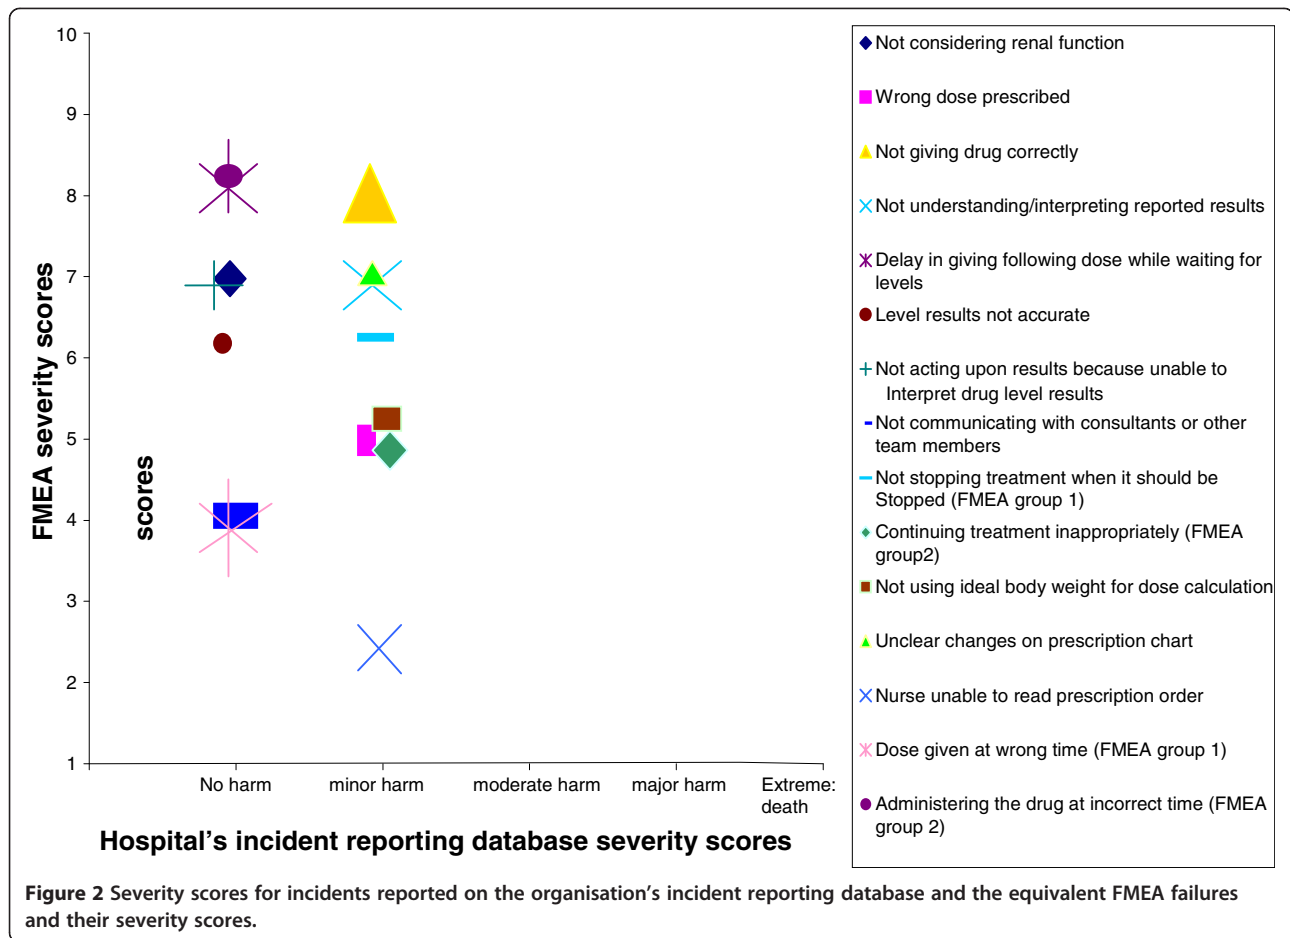 10
9
8
7
6
5
4
3
2
1
FMEA severity scores
scores
No harm
minor harm
moderate harm
major harm
Extreme:
death
Hospital's incident reporting database severity scores
Not considering renal function
Wrong dose prescribed
Not giving drug correctly
Not understanding/interpreting reported results
Delay in giving following dose while waiting for
levels
Level results not accurate
Not acting upon results because unable to
Interpret drug level results
Not communicating with consultants or other
team members
Not stopping treatment when it should be
Stopped (FMEA group 1)
Continuing treatment inappropriately (FMEA
group2)
Not using ideal body weight for dose calculation
Unclear changes on prescription chart
Nurse unable to read prescription order
Dose given at wrong time (FMEA group 1)
Administering the drug at incorrect time (FMEA
group 2)
Figure 2 Severity scores for incidents reported on the organisation's incident reporting database and the equivalent FMEA failures
and their severity scores.